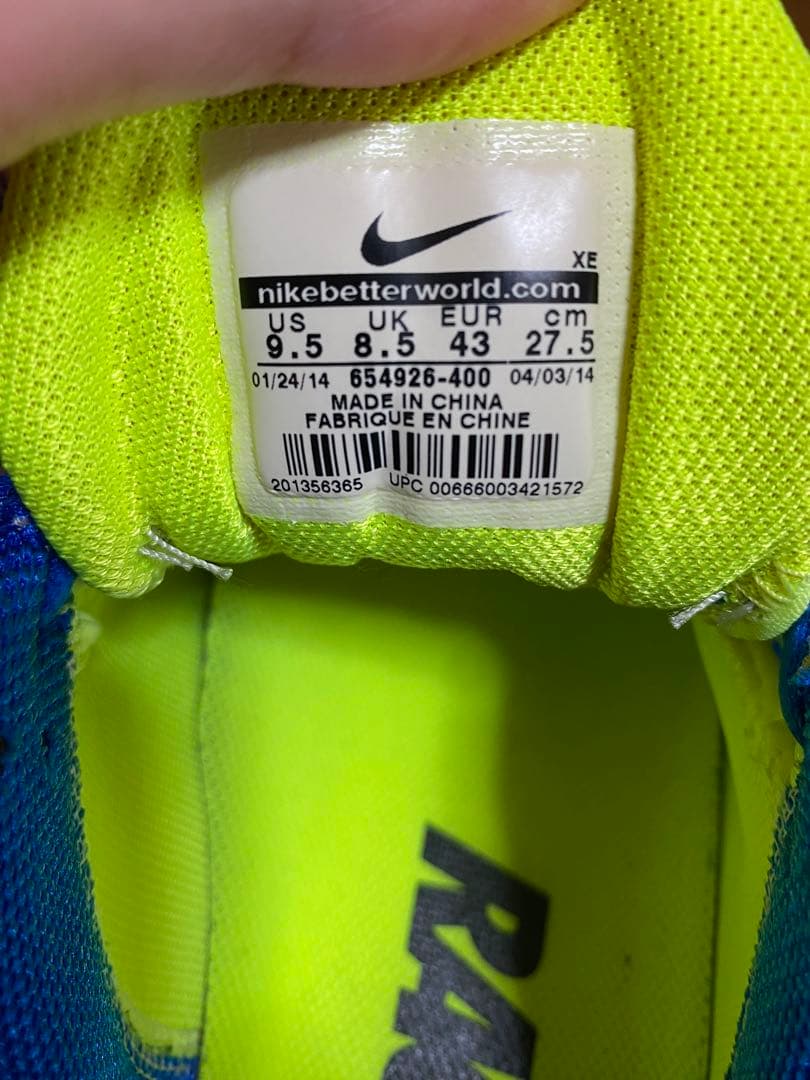 XE
nikebetterworld.com
US UK EUR cm
9.5 8.5 43 27.5
01/24/14 654926-400 04/03/14
MADE IN CHINA
FABRIQUE EN CHINE
201356365 UPC 00666003421572